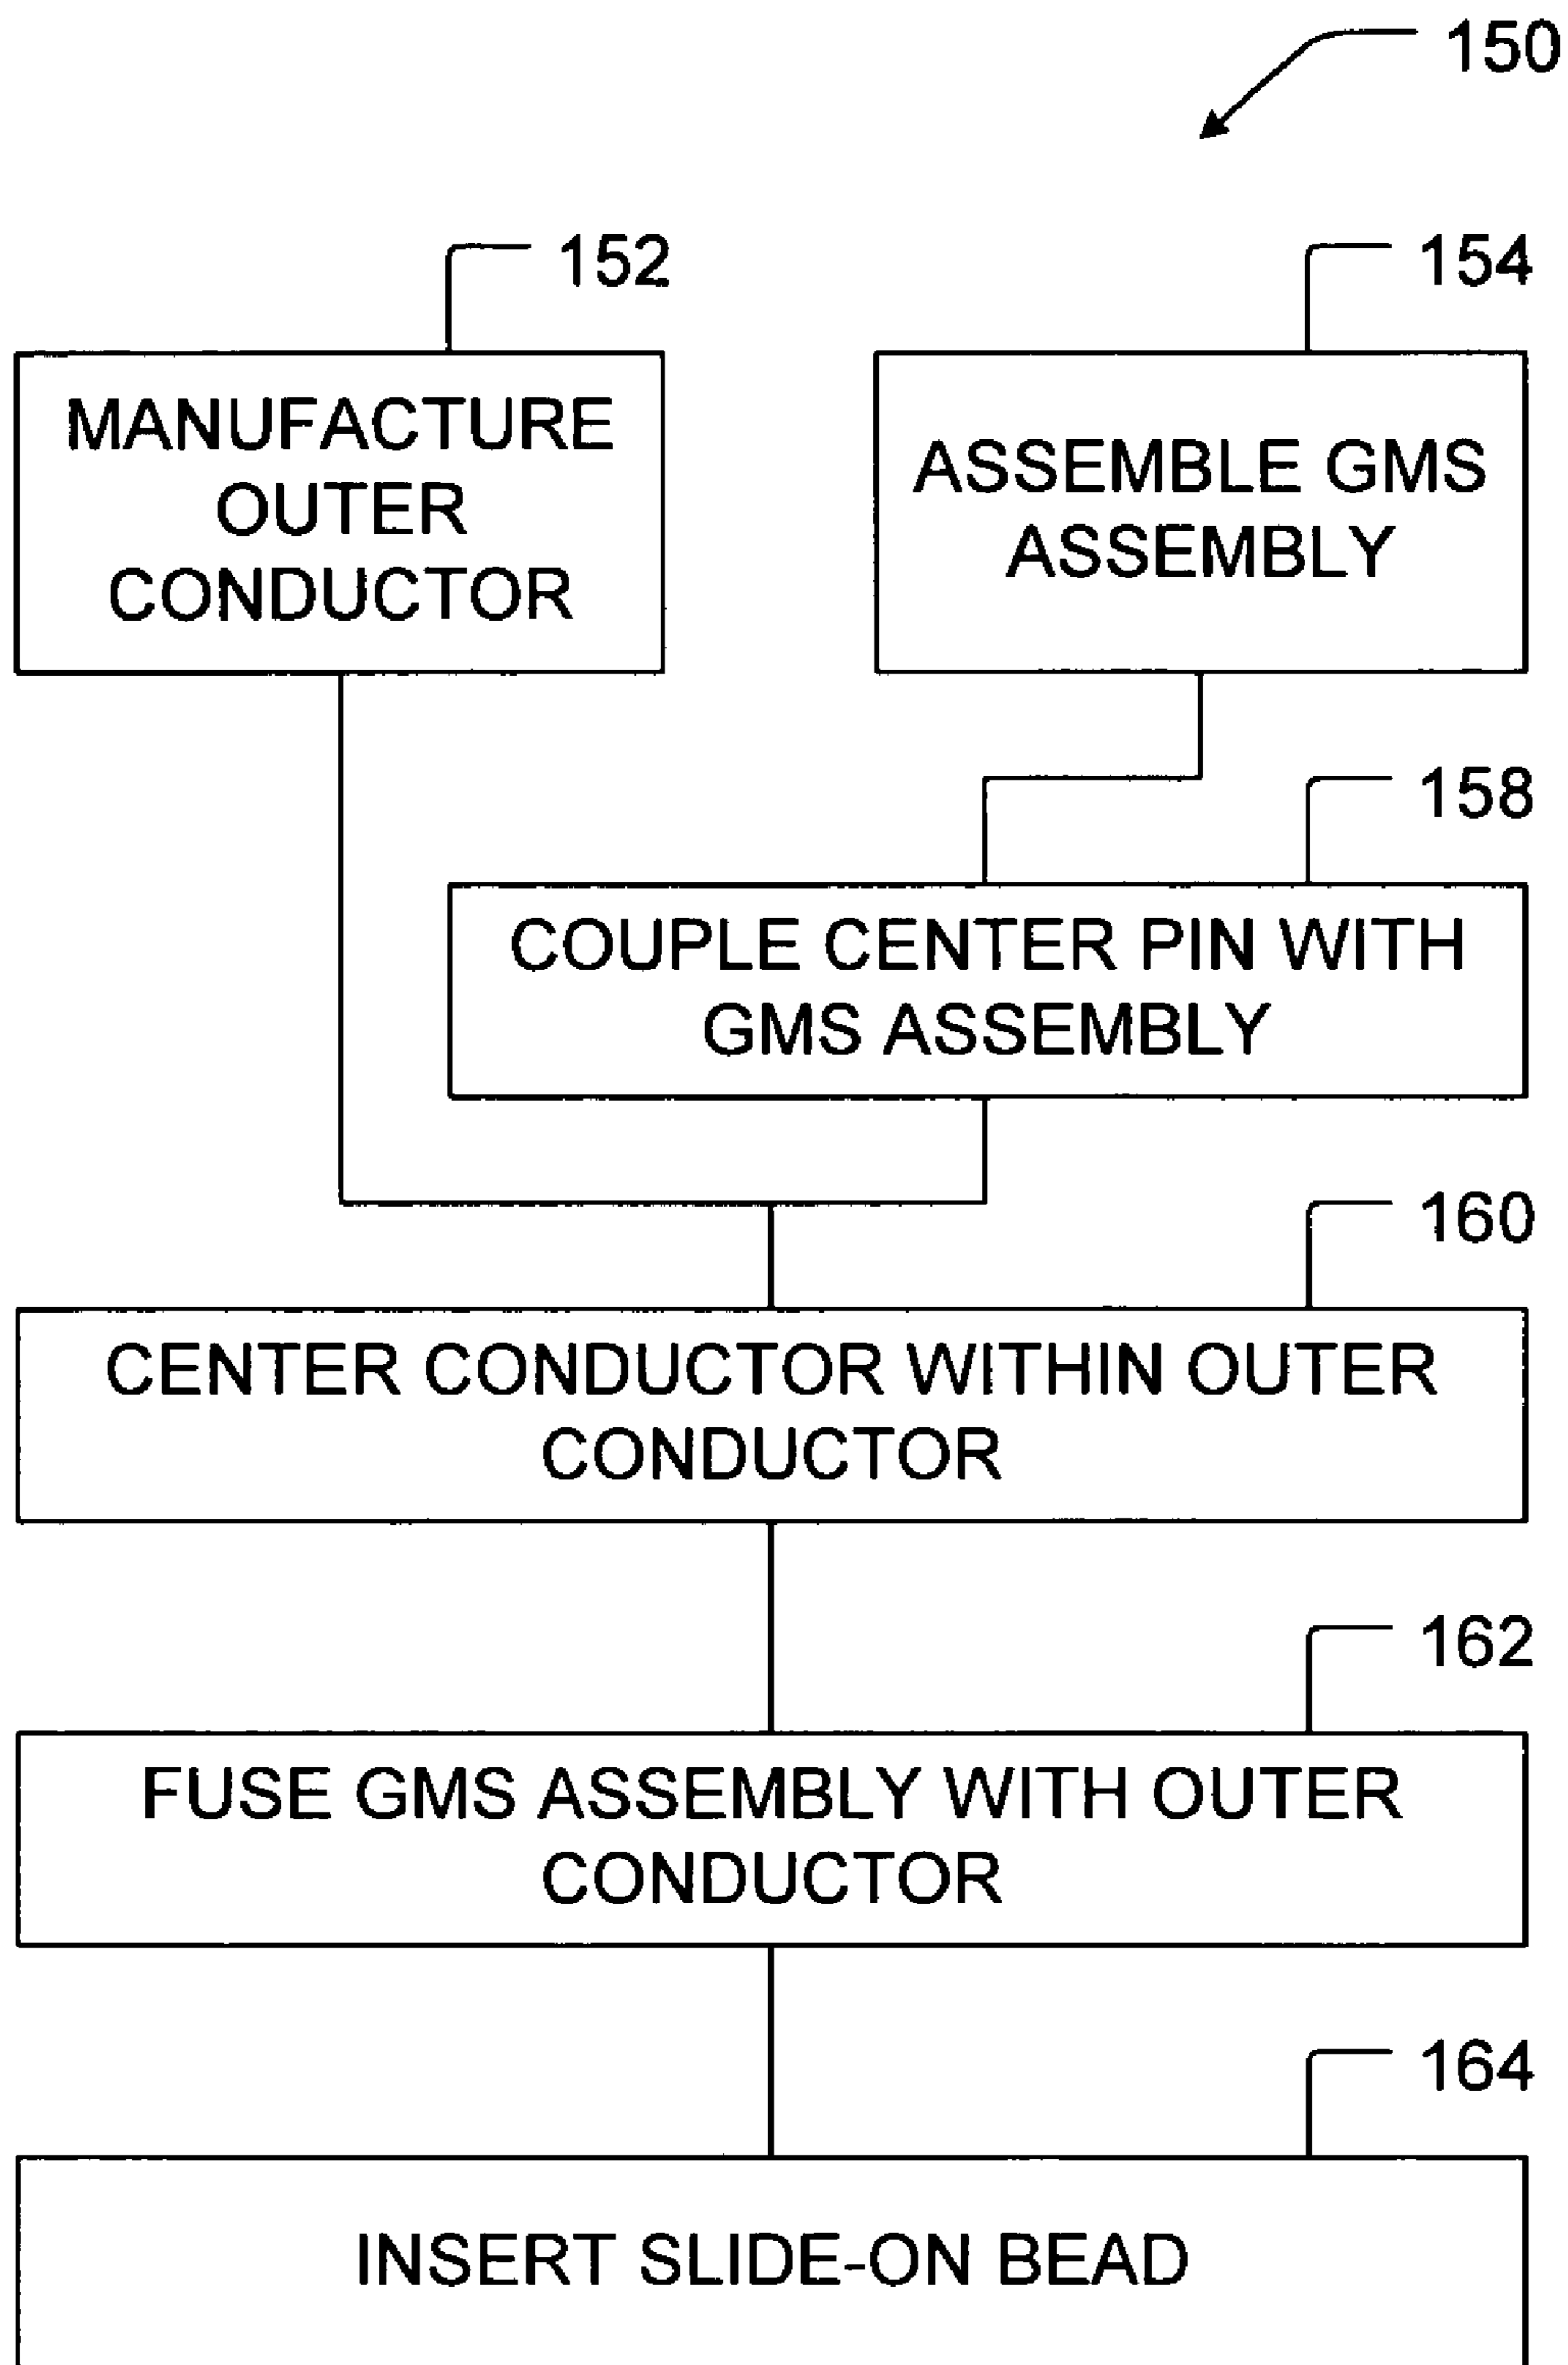 150
152
154
MANUFACTURE
OUTER
CONDUCTOR
ASSEMBLE GMS
ASSEMBLY
158
COUPLE CENTER PIN WITH
GMS ASSEMBLY
160
CENTER CONDUCTOR WITHIN OUTER
CONDUCTOR
162
FUSE GMS ASSEMBLY WITH OUTER
CONDUCTOR
164
INSERT SLIDE-ON BEAD